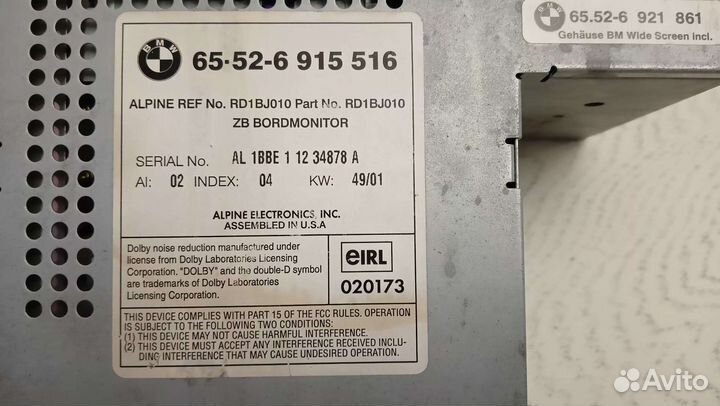 BMW
65·52-6 915 516
ALPINE REF No. RD1BJ010 Part No. RD1BJ010
ZB BORDMONITOR
SERIAL No. AL 1BBE 1 12 34878 A
AI: 02 INDEX: 04 KW: 49/01
ALPINE ELECTRONICS, INC.
ASSEMBLED IN U.S.A
Dolby noise reduction manufactured under
license from Dolby Laboratories Licensing
Corporation. "DOLBY" and the double-D symbol
are trademarks of Dolby Laboratories
Licensing Corporation.
eIRL
020173
THIS DEVICE COMPLIES WITH PART 15 OF THE FCC RULES. OPERATION
IS SUBJECT TO THE FOLLOWING TWO CONDITIONS:
(1) THIS DEVICE MAY NOT CAUSE HARMFUL INTERFERENCE.
(2) THIS DEVICE MUST ACCEPT ANY INTERFERENCE RECEIVED INCLU-
DING INTERFERENCE THAT MAY CAUSE UNDESIRED OPERATION.
BMW
65.52-6 921 861
Gehäuse BM Wide Screen incl.
Avito